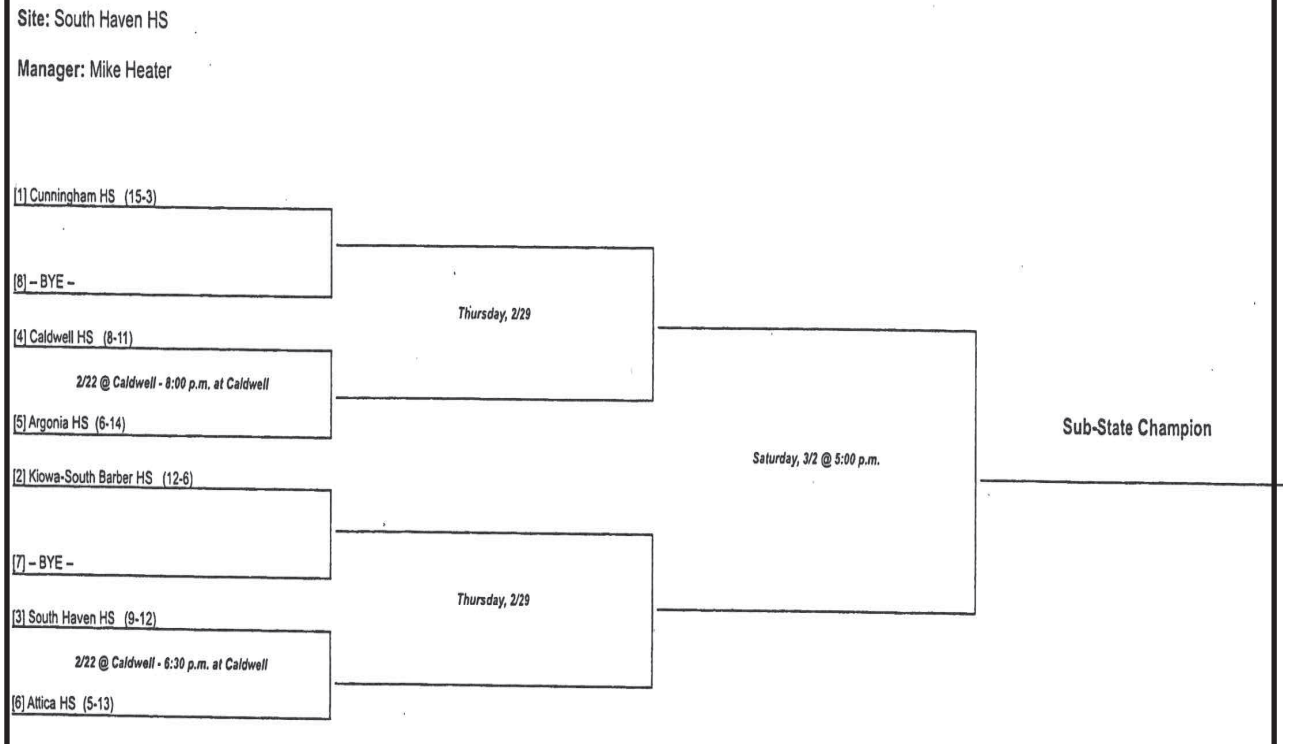 Site: South Haven HS
Manager: Mike Heater
[1] Cunningham HS (15-3)
[8] – BYE –
Thursday, 2/29
[4] Caldwell HS (8-11)
2/22 @ Caldwell - 8:00 p.m. at Caldwell
[5] Argonia HS (6-14)
Sub-State Champion
Saturday, 3/2 @ 5:00 p.m.
[2] Kiowa-South Barber HS (12-6)
[7] – BYE –
Thursday, 2/29
[3] South Haven HS (9-12)
2/22 @ Caldwell - 6:30 p.m. at Caldwell
[6] Attica HS (5-13)